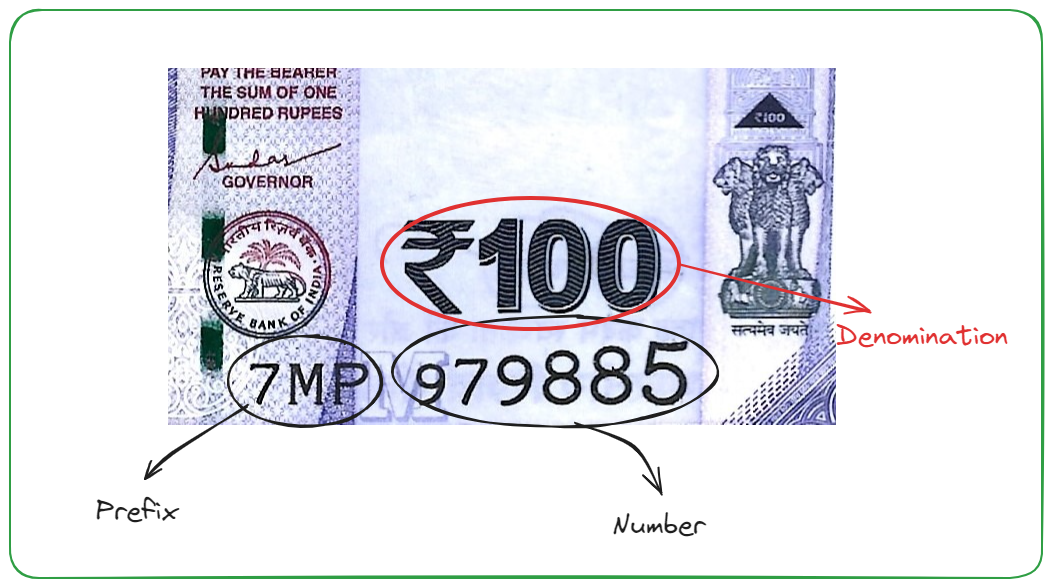 PAY THE BEARER
THE SUM OF ONE
HUNDRED RUPEES
₹100
GOVERNOR
भारतीय रिज़र्व बैंक
RESERVE BANK OF INDIA
₹100
सत्यमेव जयते
Denomination
7MP 979885
M
Prefix
Number